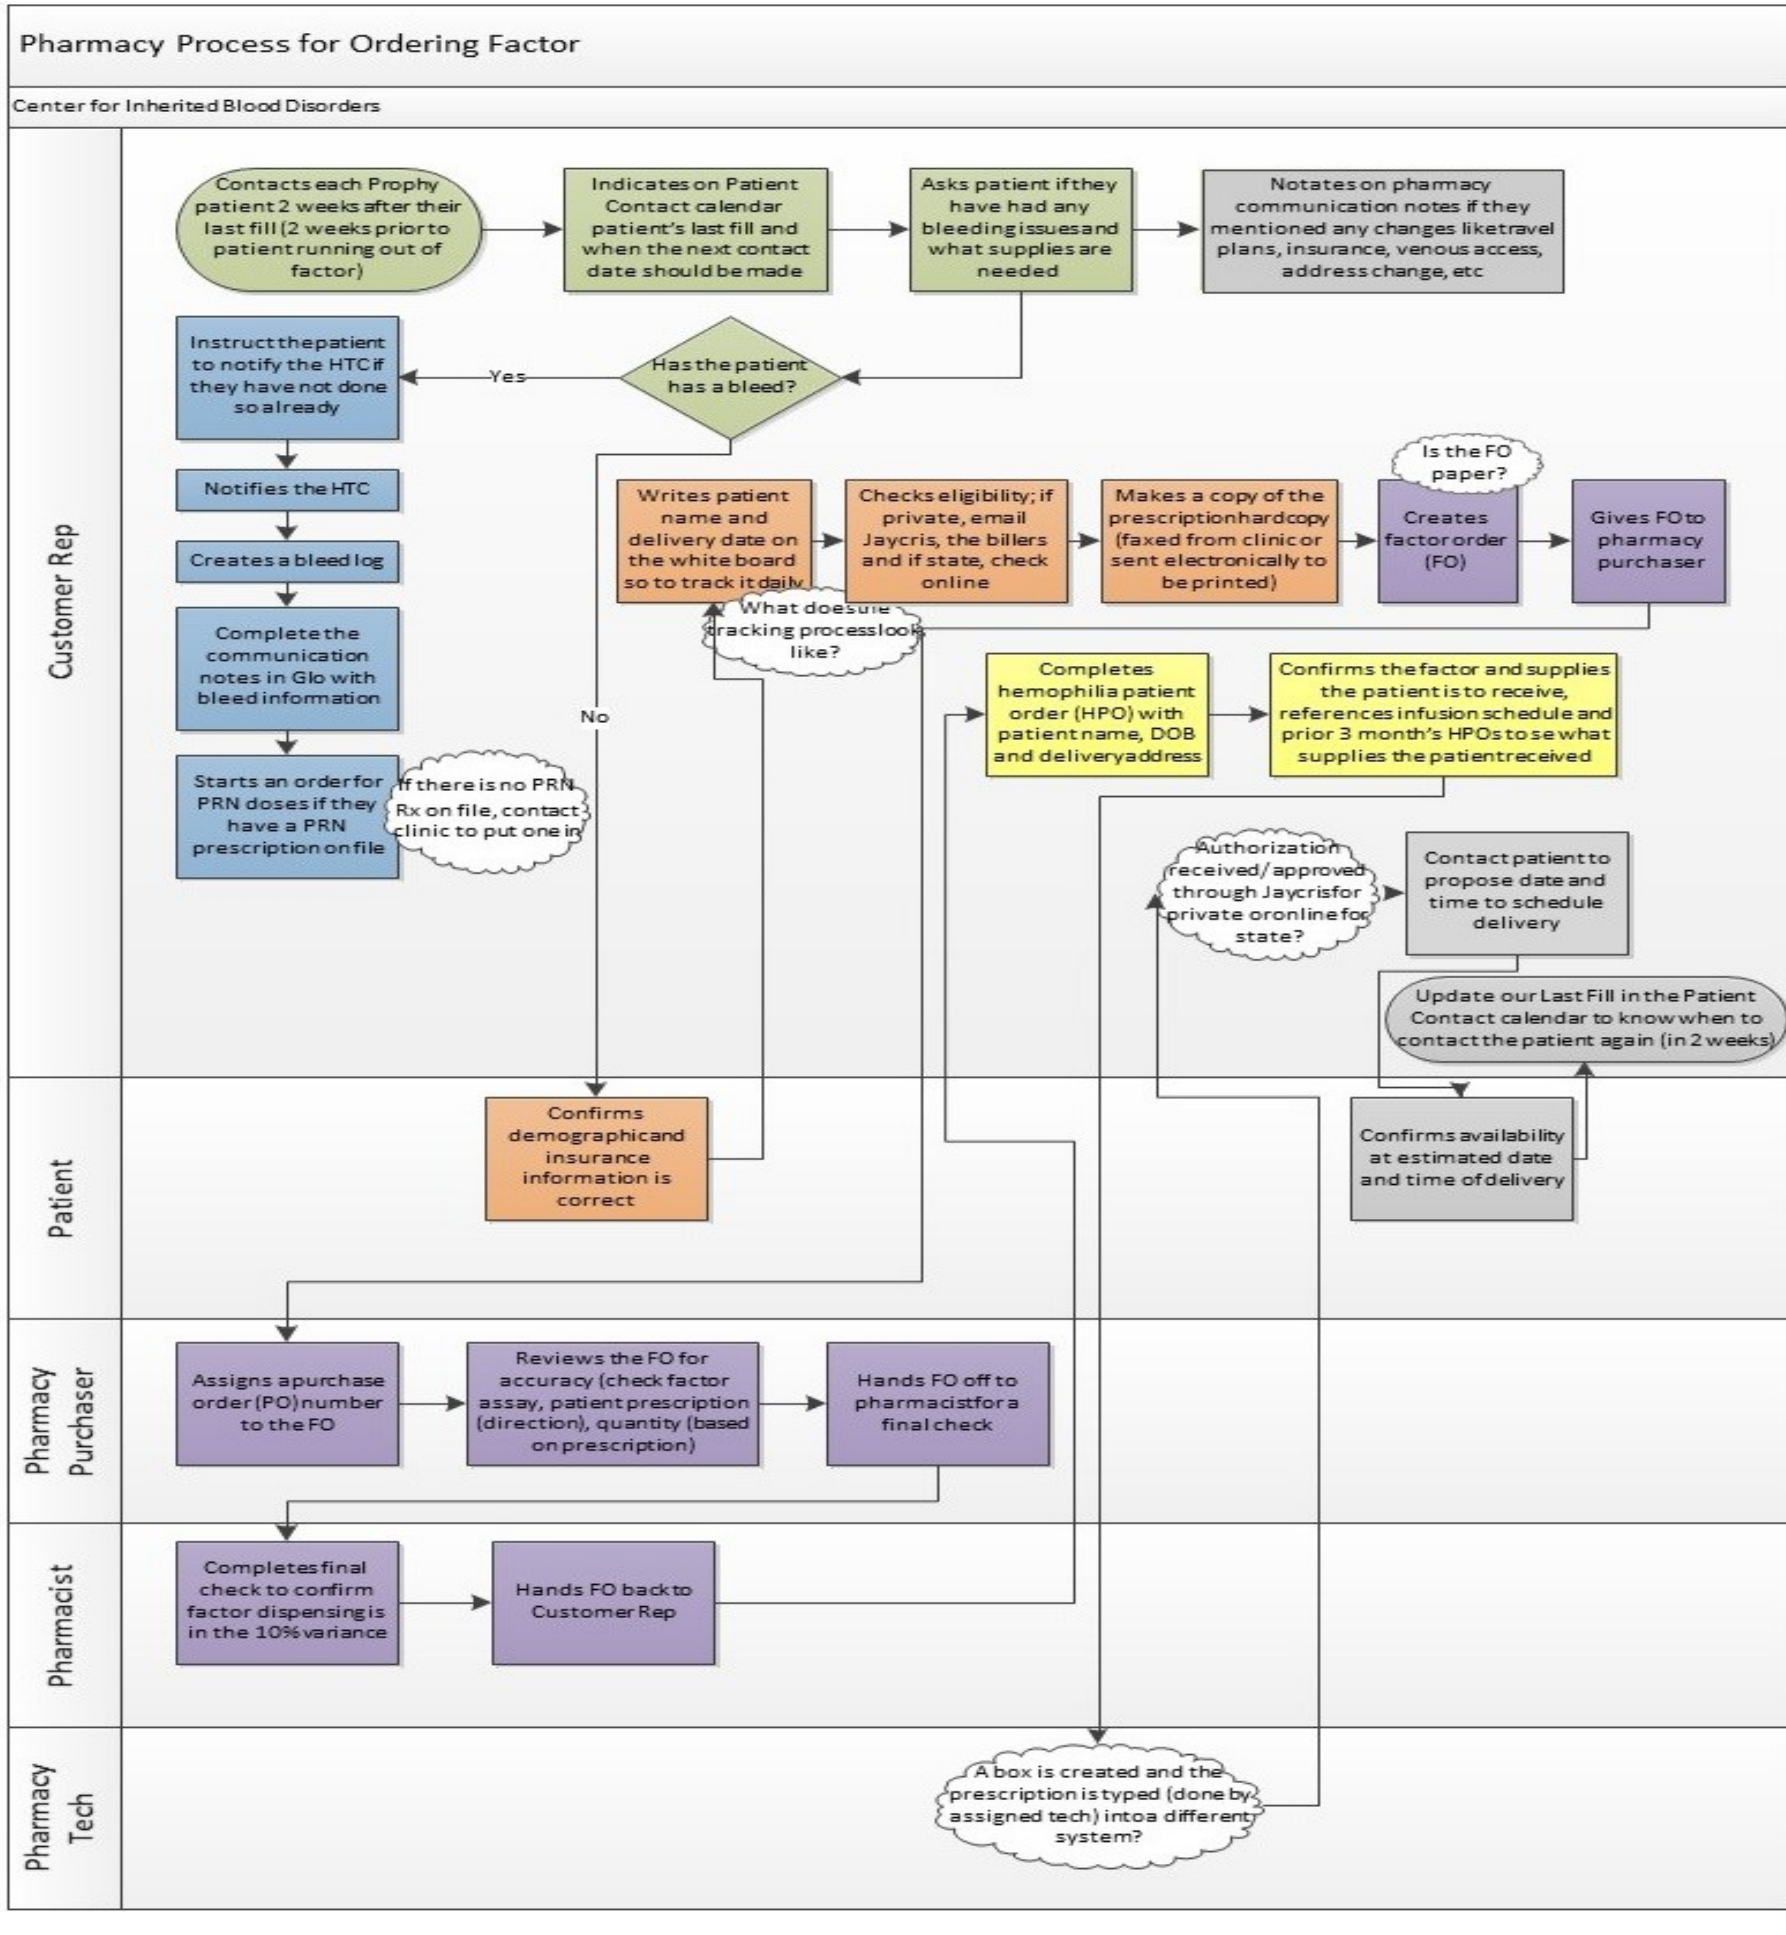 Pharmacy Process for Ordering Factor
Center for Inherited Blood Disorders
Customer Rep
Contacts each Prophy
patient 2 weeks after their
last fill (2 weeks prior to
patient running out of
factor)
Indicates on Patient
Contact calendar
patient's last fill and
when the next contact
date should be made
Asks patient if they
have had any
bleeding issues and
what supplies are
needed
Notates on pharmacy
communication notes if they
mentioned any changes like travel
plans, insurance, venous access,
address change, etc
Has the patient
has a bleed?
Yes
No
Instruct the patient
to notify the HTC if
they have not done
so already
Notifies the HTC
Creates a bleed log
Complete the
communication
notes in Glo with
bleed information
Starts an order for
PRN doses if they
have a PRN
prescription on file
If there is no PRN
Rx on file, contact
clinic to put one in
Writes patient
name and
delivery date on
the white board
so to track it daily
What does the
tracking process look
like?
Checks eligibility; if
private, email
Jaycris, the billers
and if state, check
online
Makes a copy of the
prescription hardcopy
(faxed from clinic or
sent electronically to
be printed)
Is the FO
paper?
Creates
factor order
(FO)
Gives FO to
pharmacy
purchaser
Completes
hemophilia patient
order (HPO) with
patient name, DOB
and delivery address
Confirms the factor and supplies
the patient is to receive,
references infusion schedule and
prior 3 month's HPOs to se what
supplies the patient received
Authorization
received/approved
through Jaycris for
private or online for
state?
Contact patient to
propose date and
time to schedule
delivery
Update our Last Fill in the Patient
Contact calendar to know when to
contact the patient again (in 2 weeks)
Patient
Confirms
demographic and
insurance
information is
correct
Confirms availability
at estimated date
and time of delivery
Pharmacy
Purchaser
Assigns a purchase
order (PO) number
to the FO
Reviews the FO for
accuracy (check factor
assay, patient prescription
(direction), quantity (based
on prescription)
Hands FO off to
pharmacist for a
final check
Pharmacist
Completes final
check to confirm
factor dispensing is
in the 10% variance
Hands FO back to
Customer Rep
Pharmacy
Tech
A box is created and the
prescription is typed (done by
assigned tech) into a different
system?